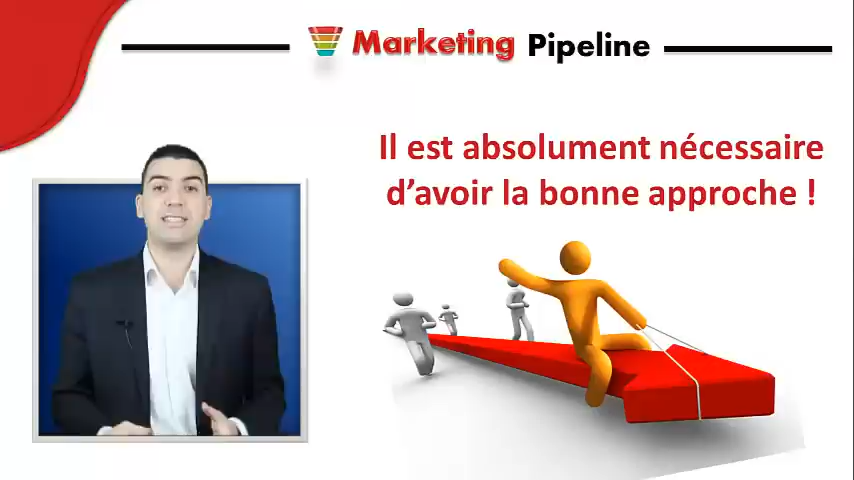 Marketing Pipeline
Il est absolument nécessaire
d’avoir la bonne approche !